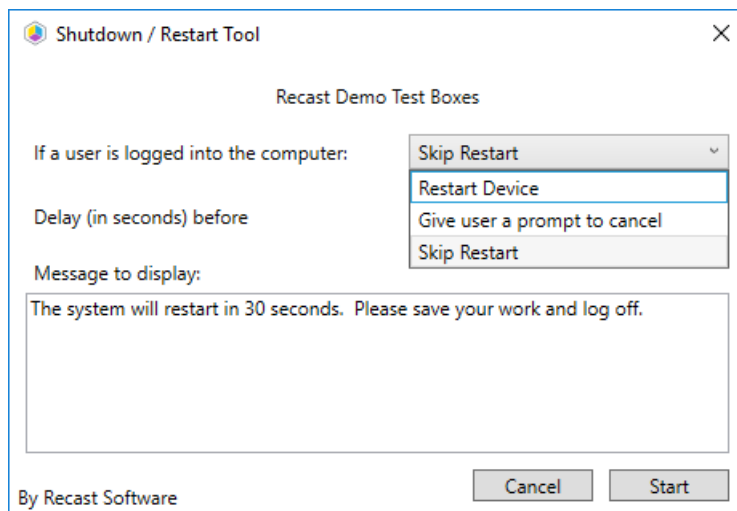 Shutdown / Restart Tool
Recast Demo Test Boxes
If a user is logged into the computer:
Skip Restart
Restart Device
Give user a prompt to cancel
Skip Restart
Delay (in seconds) before
Message to display:
The system will restart in 30 seconds.  Please save your work and log off.
Cancel
Start
By Recast Software